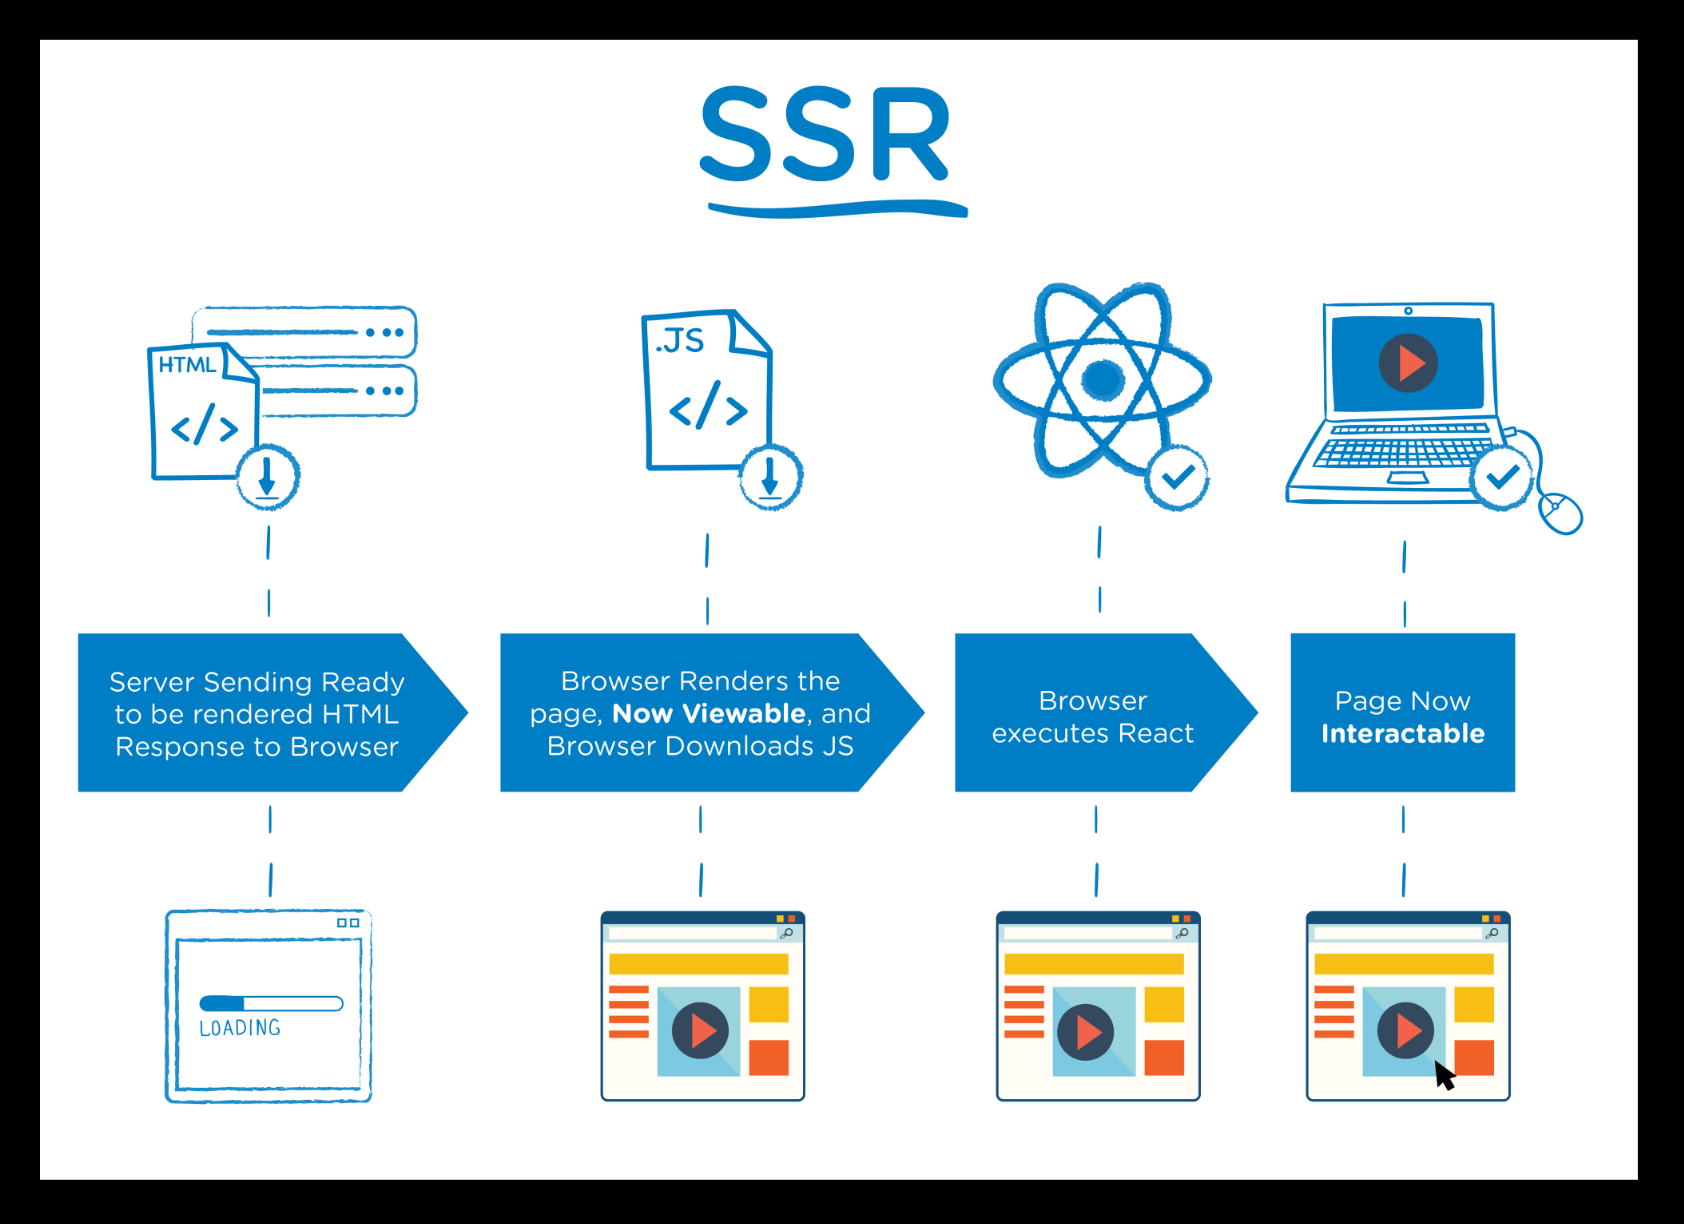 SSR
HTML
</>
.JS
</>
Server Sending Ready
to be rendered HTML
Response to Browser
Browser Renders the
page, Now Viewable, and
Browser Downloads JS
Browser
executes React
Page Now
Interactable
LOADING